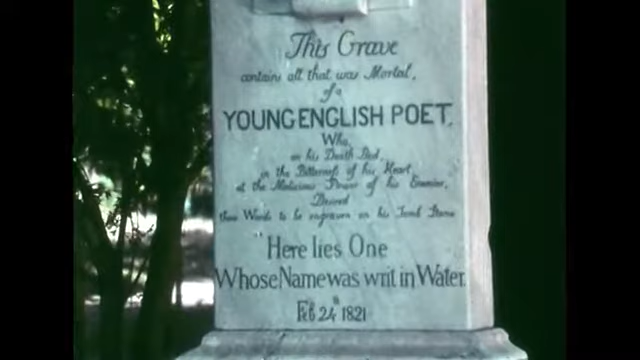 This Grave
contains all that was Mortal,
of a
YOUNG ENGLISH POET,
Who,
on his Death Bed,
in the Bitterness of his Heart,
at the Malicious Power of his Enemies,
Desired
these Words to be engraven on his Tomb Stone
"Here lies One
Whose Name was writ in Water.
Feb 24th 1821